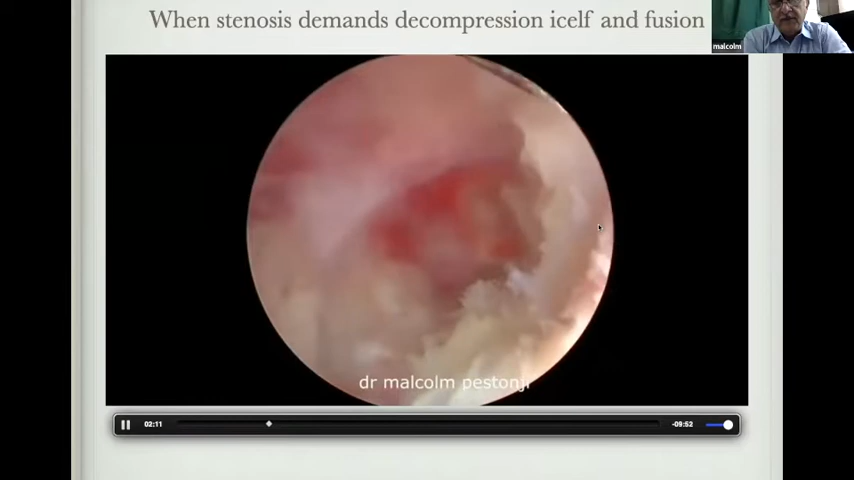 When stenosis demands decompression icelf and fusion
malcolm
dr malcolm pestonji
02:11
-09:52